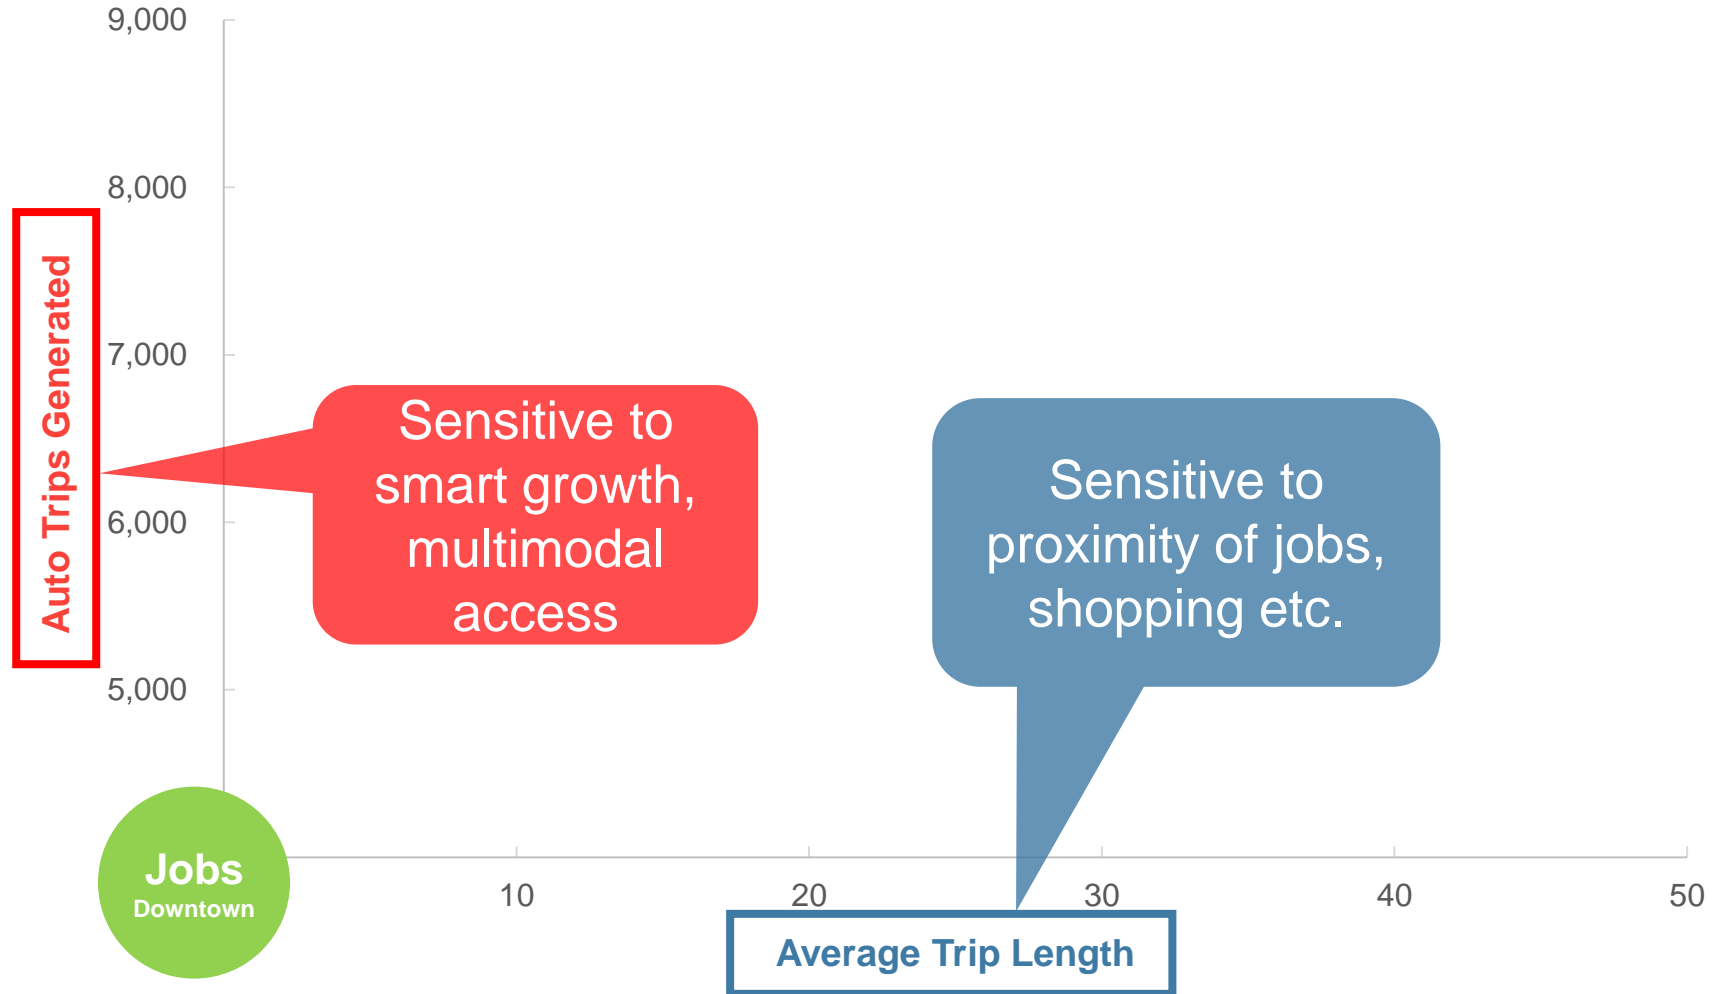 9,000
8,000
7,000
6,000
5,000
Auto Trips Generated
Sensitive to
smart growth,
multimodal
access
Sensitive to
proximity of jobs,
shopping etc.
Jobs
Downtown
10
20
30
40
50
Average Trip Length